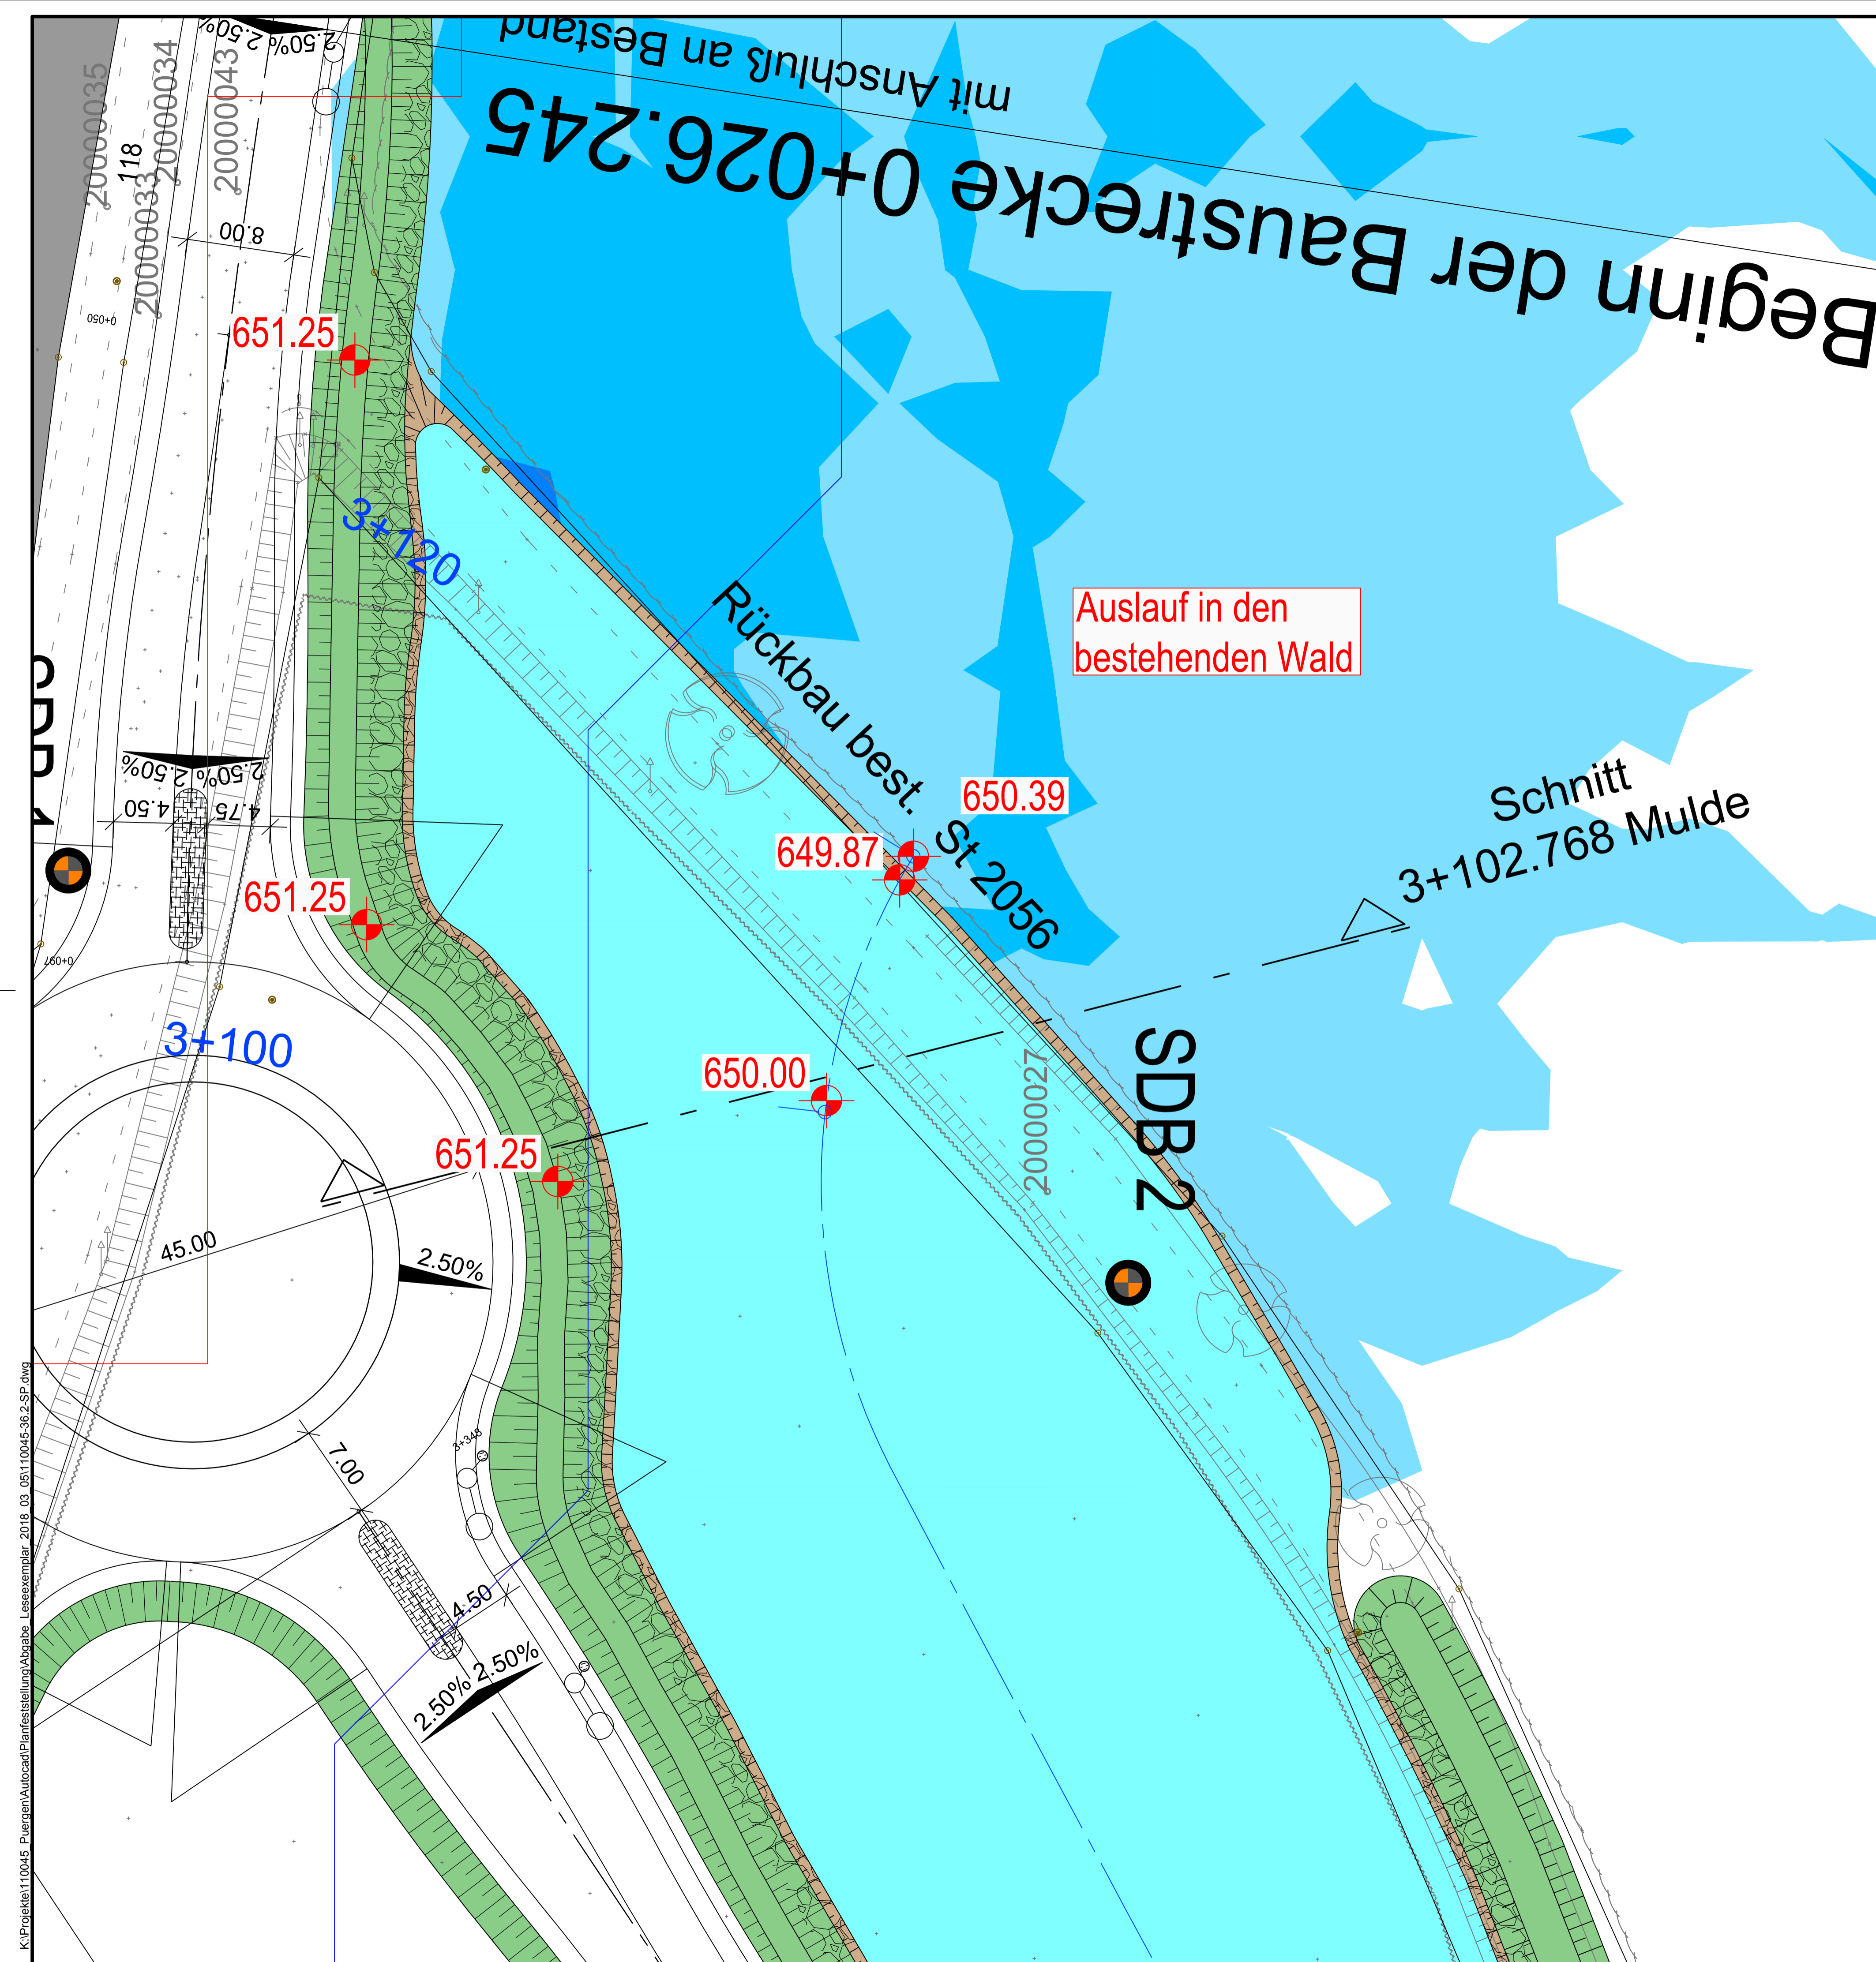 2.50% 2.50%
mit Anschluß an Bestand
Beginn der Baustrecke 0+026.245
20000035
118
20000034
20000033
20000043
8.00
0+050
651.25
3+120
Rückbau best. St 2056
Auslauf in den
bestehenden Wald
SDB 1
2.50% 2.50%
4.50
4.75
650.39
649.87
Schnitt
3+102.768 Mulde
651.25
0+097
3+100
650.00
20000027
SDB 2
651.25
45.00
2.50%
3+348
7.00
4.50
2.50% 2.50%
K:\Projekte\110045_Puergen\Autocad\Planfeststellung\Abgabe_Leseexemplar_2018_03_05\110045-36.2-SP.dwg